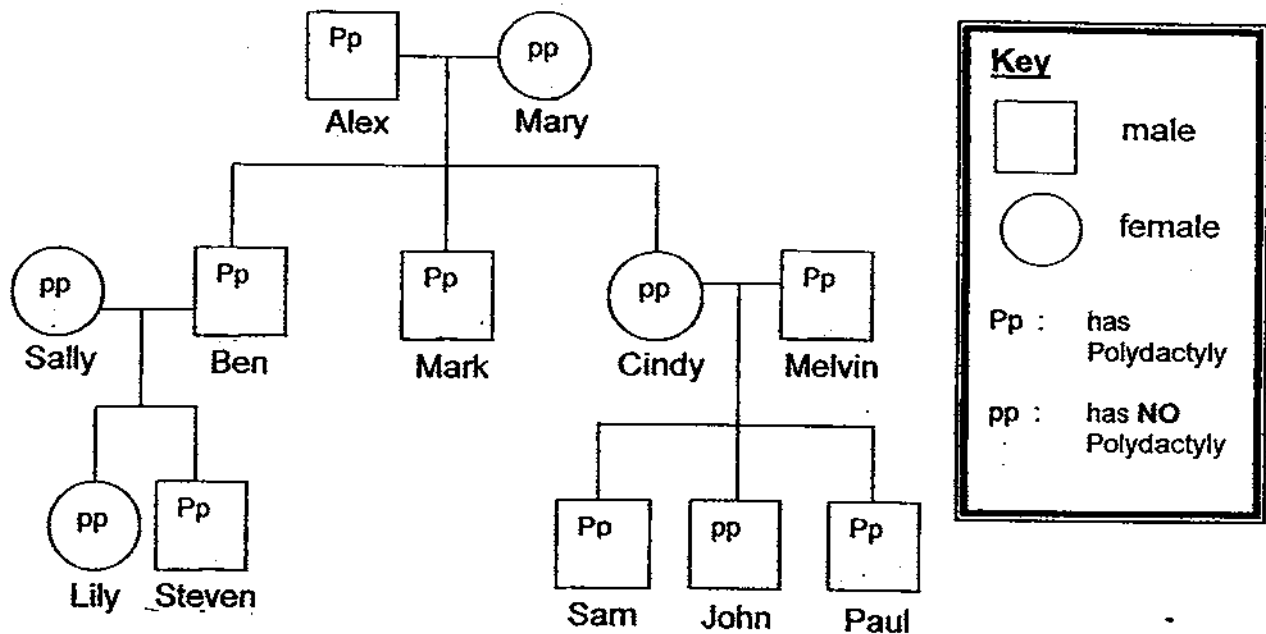 Pp
pp
Alex
Mary
pp
Pp
Pp
pp
Pp
Sally
Ben
Mark
Cindy
Melvin
pp
Pp
Pp
pp
Pp
Lily
Steven
Sam
John
Paul
Key
male
female
Pp : has
Polydactyly
pp : has NO
Polydactyly